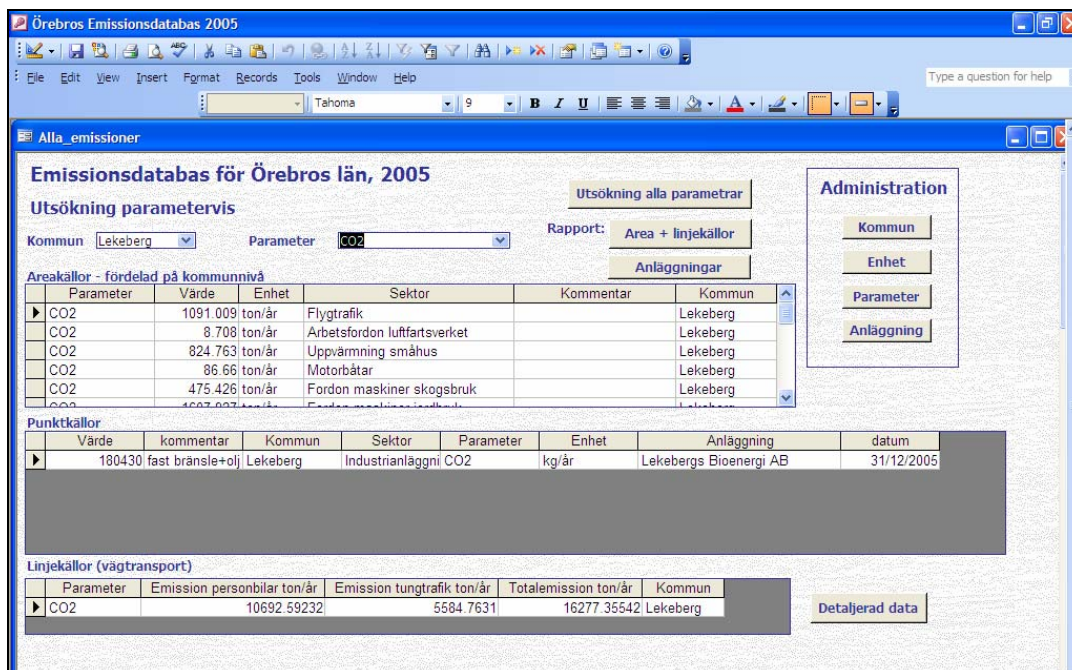 Örebros Emissionsdatabas 2005
File Edit View Insert Format Records Tools Window Help
Type a question for help
Tahoma 9 B I U A
Alla_emissioner
Emissionsdatabas för Örebros län, 2005
Utsökning parametervis
Kommun Lekeberg Parameter CO2
Utsökning alla parametrar
Rapport: Area + linjekällor
Anläggningar
Administration
Kommun
Enhet
Parameter
Anläggning
Areakällor - fördelad på kommunnivå
Parameter Värde Enhet Sektor Kommentar Kommun
CO2 1091.009 ton/år Flygtrafik Lekeberg
CO2 8.708 ton/år Arbetsfordon luftfartsverket Lekeberg
CO2 824.763 ton/år Uppvärmning småhus Lekeberg
CO2 86.66 ton/år Motorbåtar Lekeberg
CO2 475.426 ton/år Fordon maskiner skogsbruk Lekeberg
Punktkällor
Värde kommentar Kommun Sektor Parameter Enhet Anläggning datum
180430 fast bränsle+olj Lekeberg Industrianläggni CO2 kg/år Lekebergs Bioenergi AB 31/12/2005
Linjekällor (vägtransport)
Parameter Emission personbilar ton/år Emission tungtrafik ton/år Totalemission ton/år Kommun
CO2 10692.59232 5584.7631 16277.35542 Lekeberg
Detaljerad data